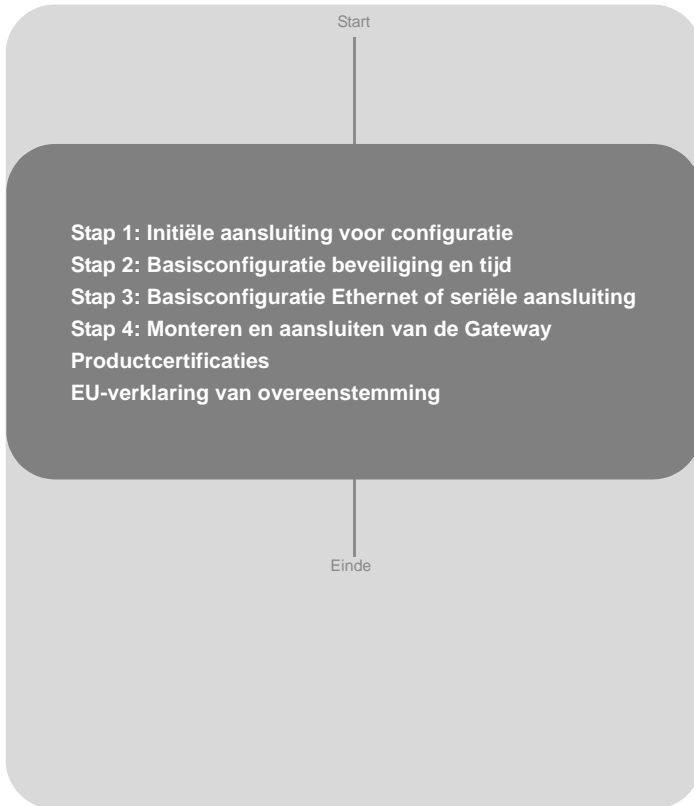 Start
Stap 1: Initiële aansluiting voor configuratie
Stap 2: Basisconfiguratie beveiliging en tijd
Stap 3: Basisconfiguratie Ethernet of seriële aansluiting
Stap 4: Monteren en aansluiten van de Gateway
Productcertificaties
EU-verklaring van overeenstemming
Einde